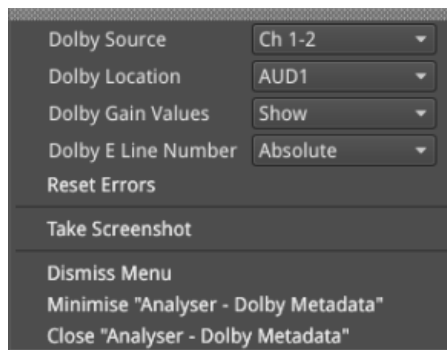 Dolby Source Ch 1-2
Dolby Location AUD1
Dolby Gain Values Show
Dolby E Line Number Absolute
Reset Errors
Take Screenshot
Dismiss Menu
Minimise "Analyser - Dolby Metadata"
Close "Analyser - Dolby Metadata"